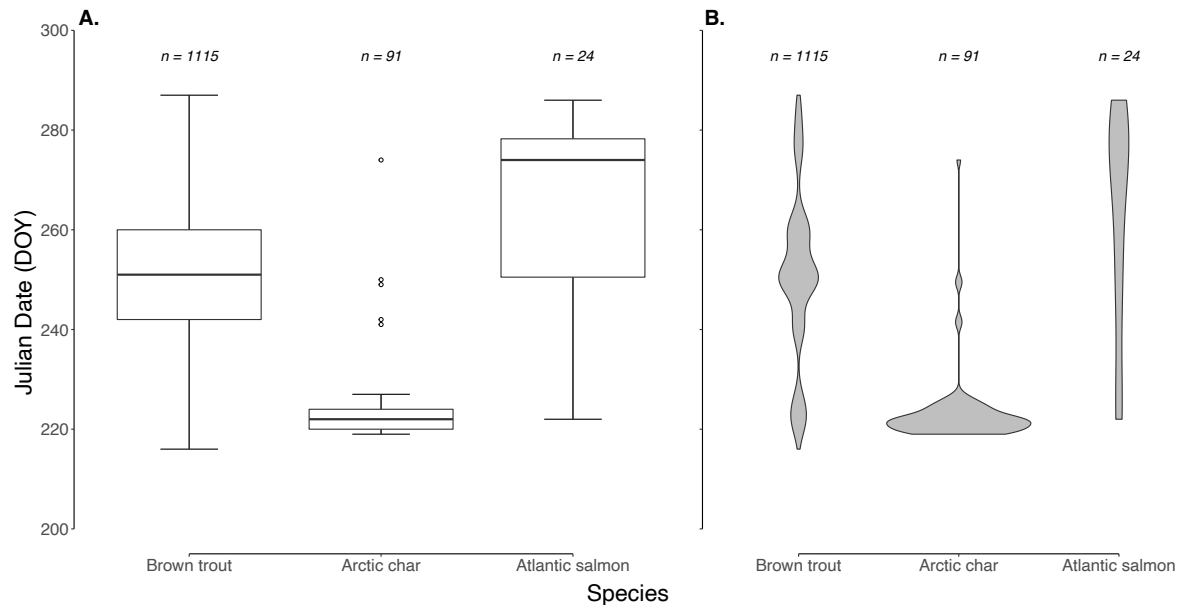 A.
B.
n = 1115
n = 91
n = 24
n = 1115
n = 91
n = 24
300
280
260
240
220
200
Julian Date (DOY)
Brown trout
Arctic char
Atlantic salmon
Brown trout
Arctic char
Atlantic salmon
Species